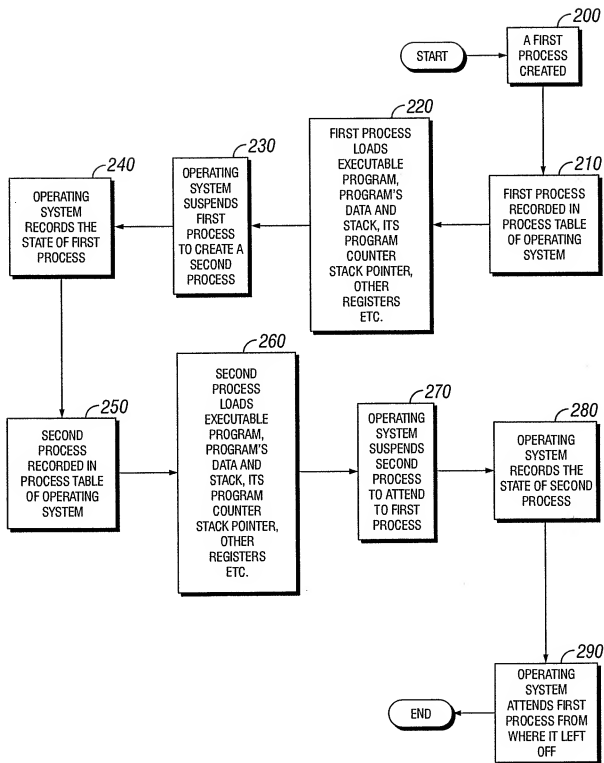 START
200
A FIRST
PROCESS
CREATED
210
FIRST PROCESS
RECORDED IN
PROCESS TABLE
OF OPERATING
SYSTEM
220
FIRST PROCESS
LOADS
EXECUTABLE
PROGRAM,
PROGRAM'S
DATA AND
STACK, ITS
PROGRAM
COUNTER
STACK POINTER,
OTHER
REGISTERS
ETC.
230
OPERATING
SYSTEM
SUSPENDS
FIRST
PROCESS
TO CREATE A
SECOND
PROCESS
240
OPERATING
SYSTEM
RECORDS THE
STATE OF FIRST
PROCESS
250
SECOND
PROCESS
RECORDED IN
PROCESS TABLE
OF OPERATING
SYSTEM
260
SECOND
PROCESS
LOADS
EXECUTABLE
PROGRAM,
PROGRAM'S
DATA AND
STACK, ITS
PROGRAM
COUNTER
STACK POINTER,
OTHER
REGISTERS
ETC.
270
OPERATING
SYSTEM
SUSPENDS
SECOND
PROCESS
TO ATTEND
TO FIRST
PROCESS
280
OPERATING
SYSTEM
RECORDS THE
STATE OF SECOND
PROCESS
290
OPERATING
SYSTEM
ATTENDS FIRST
PROCESS FROM
WHERE IT LEFT
OFF
END